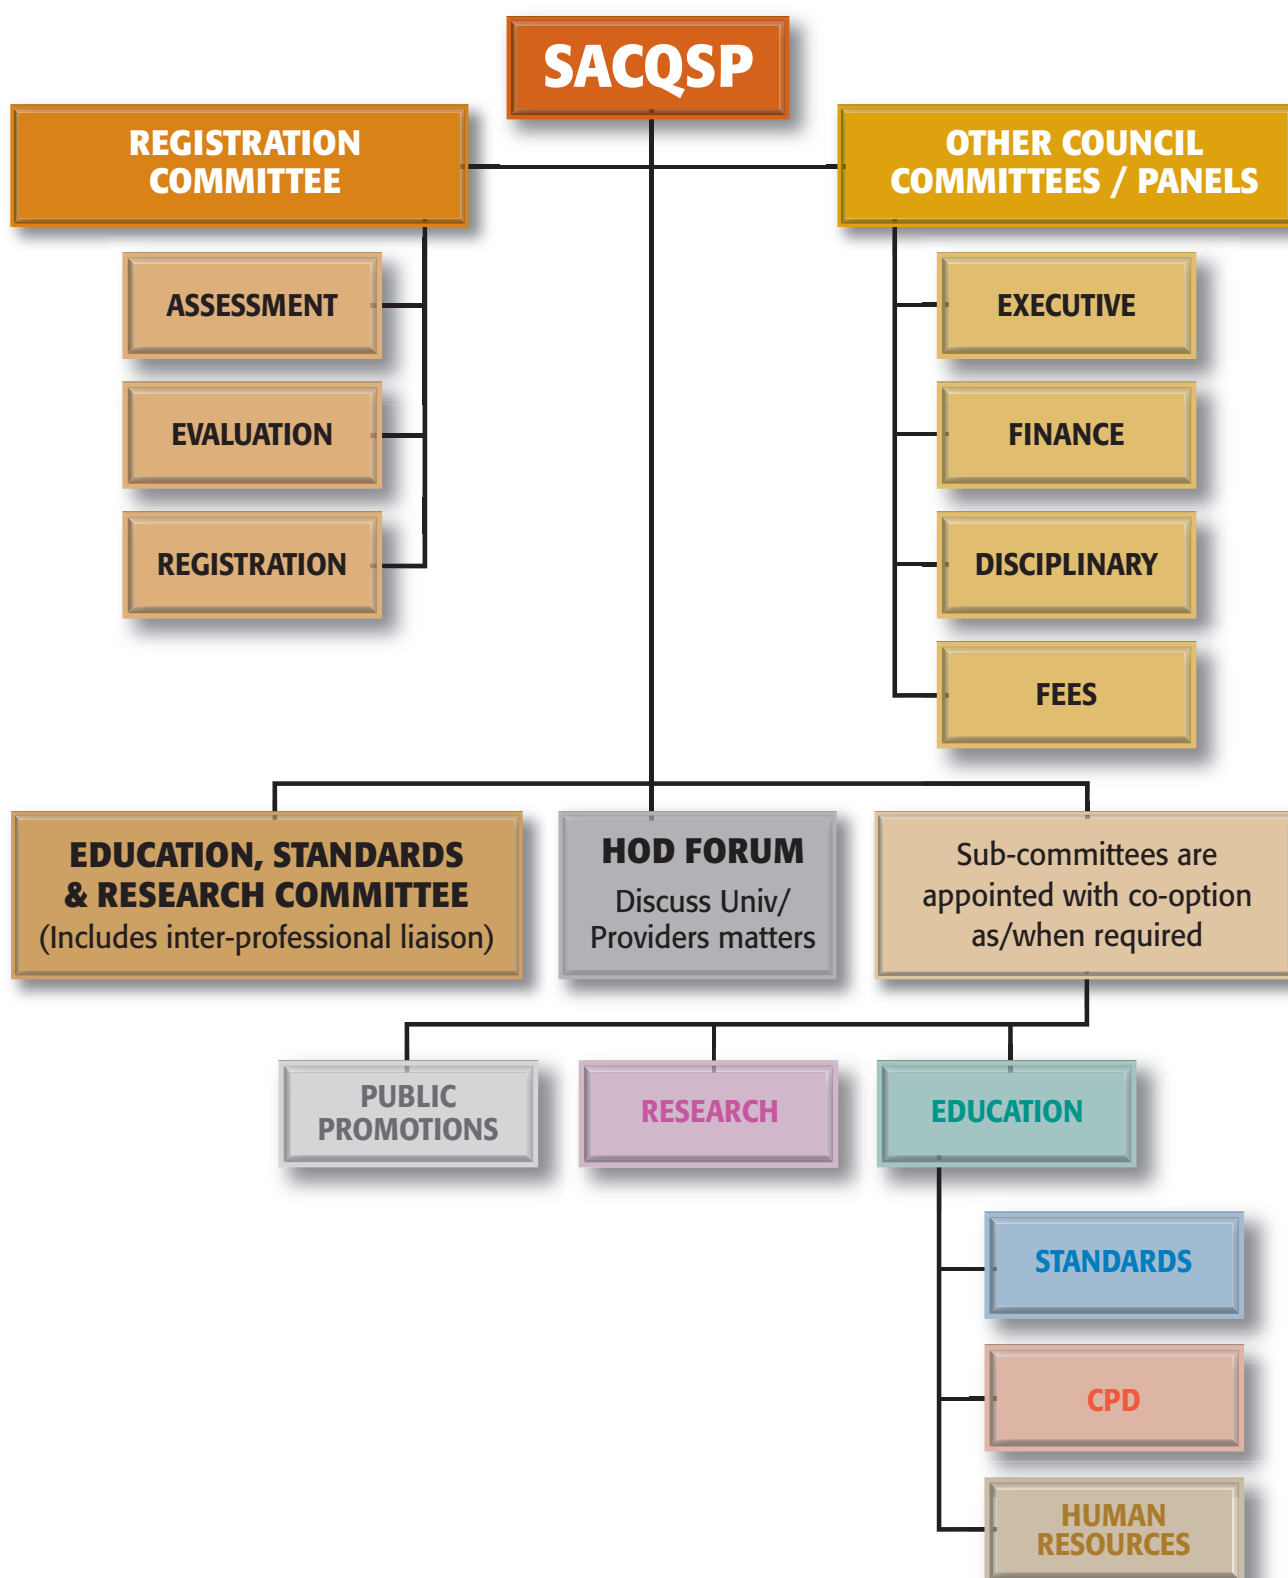 SACQSP
REGISTRATION
COMMITTEE
OTHER COUNCIL
COMMITTEES / PANELS
ASSESSMENT
EVALUATION
REGISTRATION
EXECUTIVE
FINANCE
DISCIPLINARY
FEES
EDUCATION, STANDARDS
& RESEARCH COMMITTEE
(Includes inter-professional liaison)
HOD FORUM
Discuss Univ/
Providers matters
Sub-committees are
appointed with co-option
as/when required
PUBLIC
PROMOTIONS
RESEARCH
EDUCATION
STANDARDS
CPD
HUMAN
RESOURCES